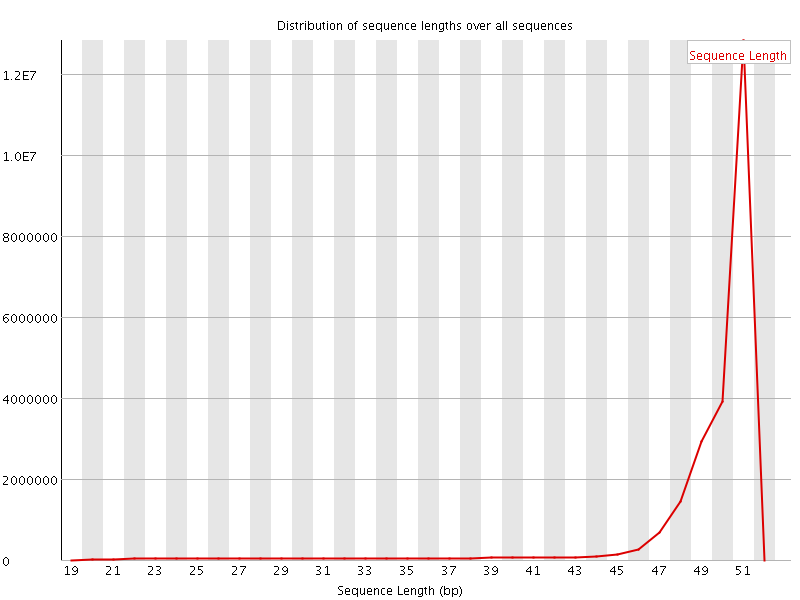 Distribution of sequence lengths over all sequences
Sequence Length
1.2E7
1.0E7
8000000
6000000
4000000
2000000
0
19 21 23 25 27 29 31 33 35 37 39 41 43 45 47 49 51
Sequence Length (bp)